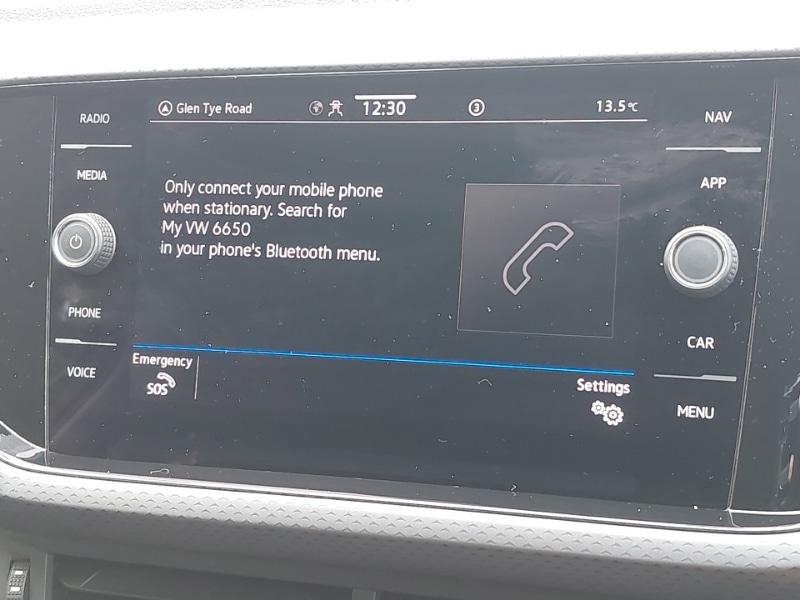 RADIO
MEDIA
PHONE
VOICE
Glen Tye Road
12:30
3
13.5°C
Only connect your mobile phone
when stationary. Search for
My VW 6650
in your phone's Bluetooth menu.
Emergency
SOS
Settings
NAV
APP
CAR
MENU